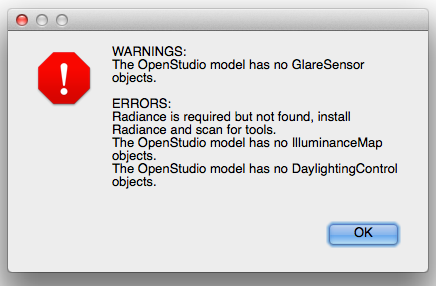 WARNINGS:
The OpenStudio model has no GlareSensor
objects.
ERRORS:
Radiance is required but not found, install
Radiance and scan for tools.
The OpenStudio model has no IlluminanceMap
objects.
The OpenStudio model has no DaylightingControl
objects.
OK